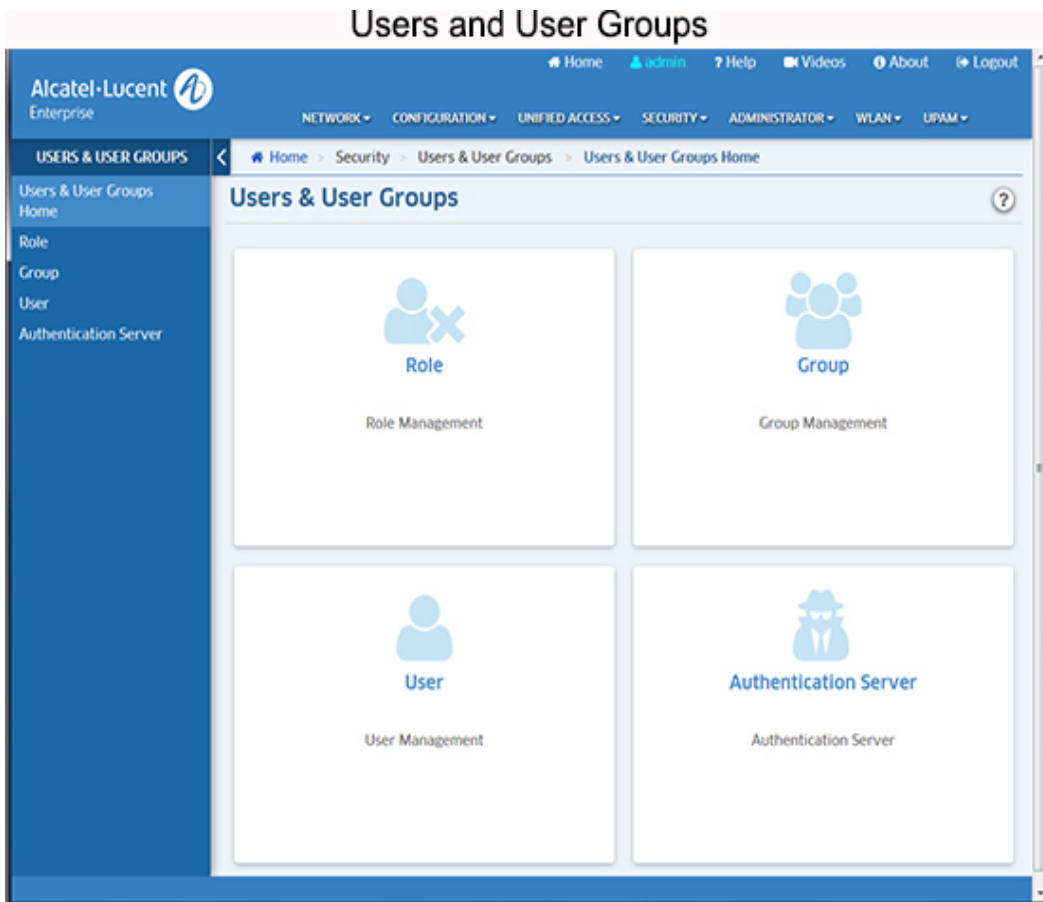 Users and User Groups
Home admin ? Help Videos About Logout
Alcatel·Lucent
Enterprise
NETWORK CONFIGURATION UNIFIED ACCESS SECURITY ADMINISTRATOR WLAN UPAM
USERS & USER GROUPS
Home > Security > Users & User Groups > Users & User Groups Home
Users & User Groups
Home
Role
Group
User
Authentication Server
Users & User Groups
?
Role
Role Management
Group
Group Management
User
User Management
Authentication Server
Authentication Server